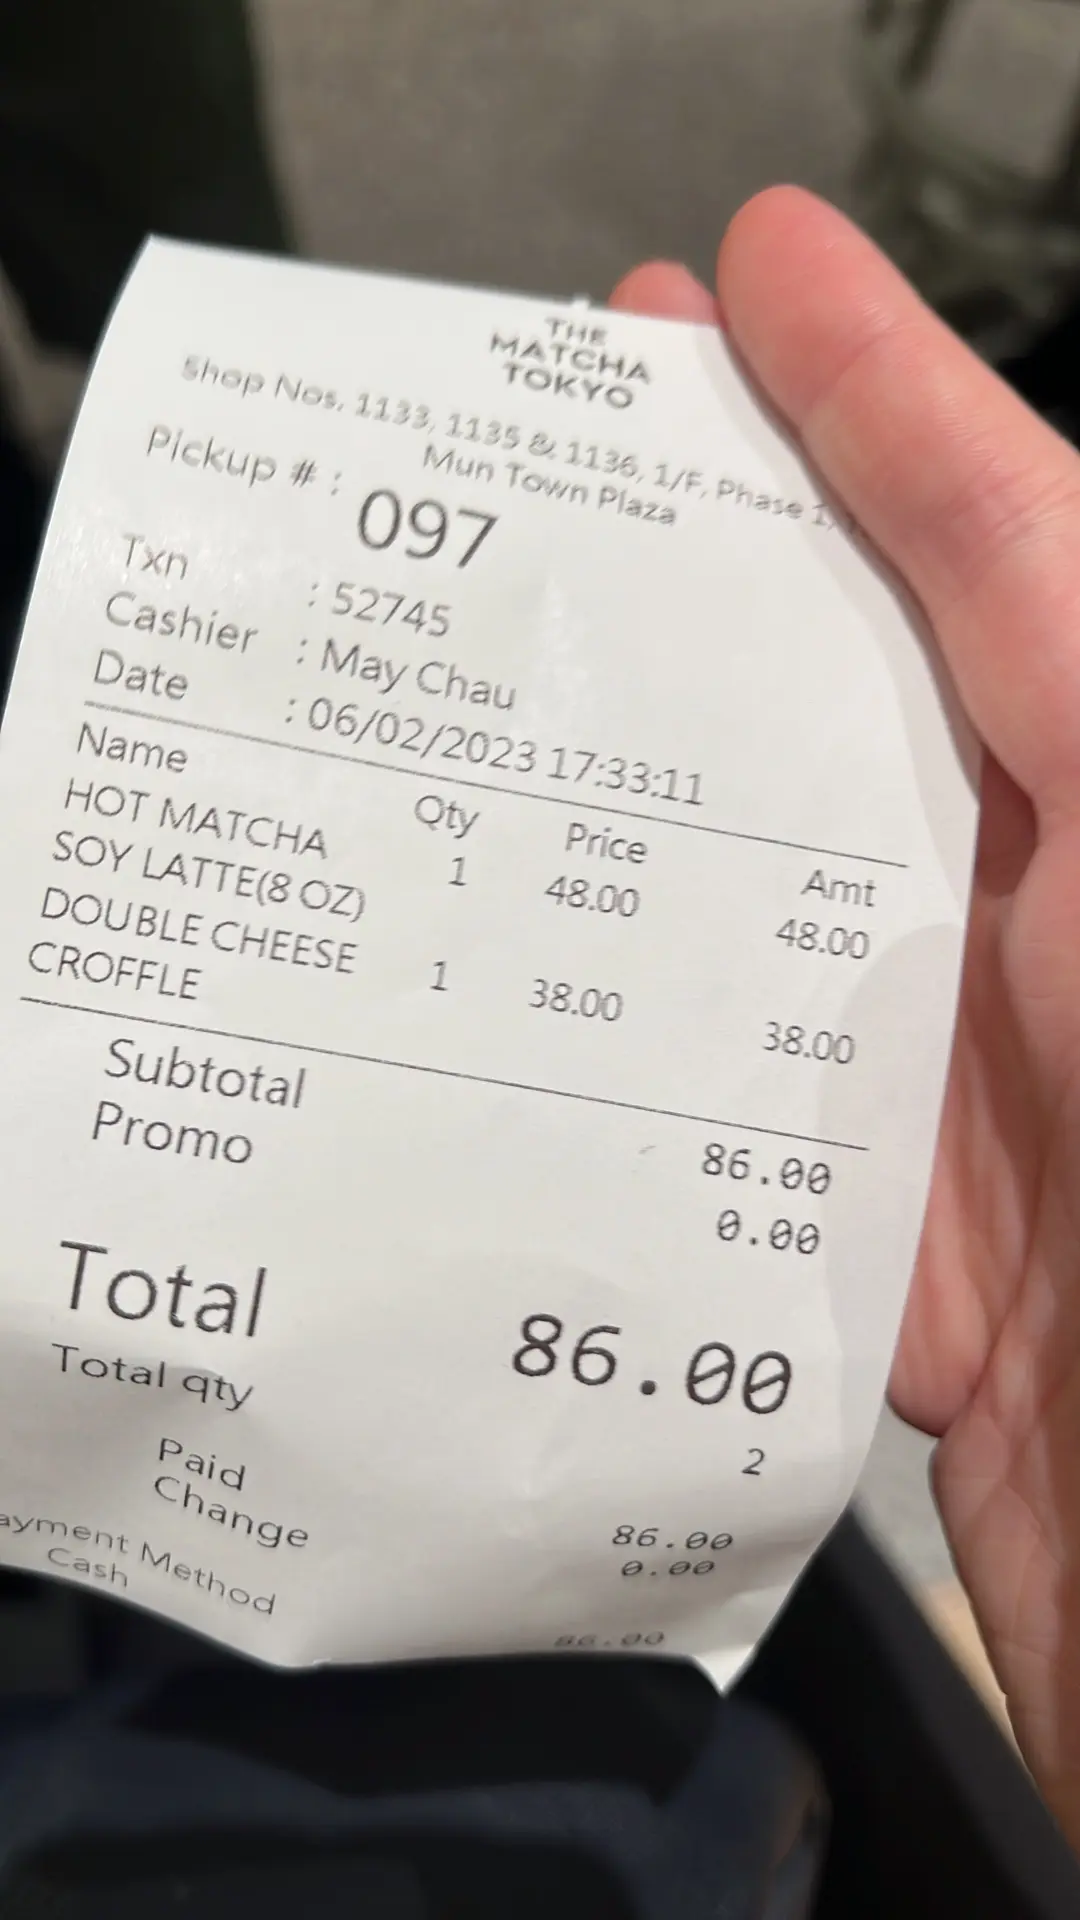 THE
MATCHA
TOKYO
Shop Nos. 1133, 1135 & 1136, 1/F, Phase 1,
Mun Town Plaza
Pickup # : 097
Txn : 52745
Cashier : May Chau
Date : 06/02/2023 17:33:11
Name Qty Price Amt
HOT MATCHA 1 48.00 48.00
SOY LATTE(8 OZ)
DOUBLE CHEESE 1 38.00 38.00
CROFFLE
Subtotal 86.00
Promo 0.00
Total 86.00
Total qty 2
Paid 86.00
Change 0.00
ayment Method
Cash 86.00